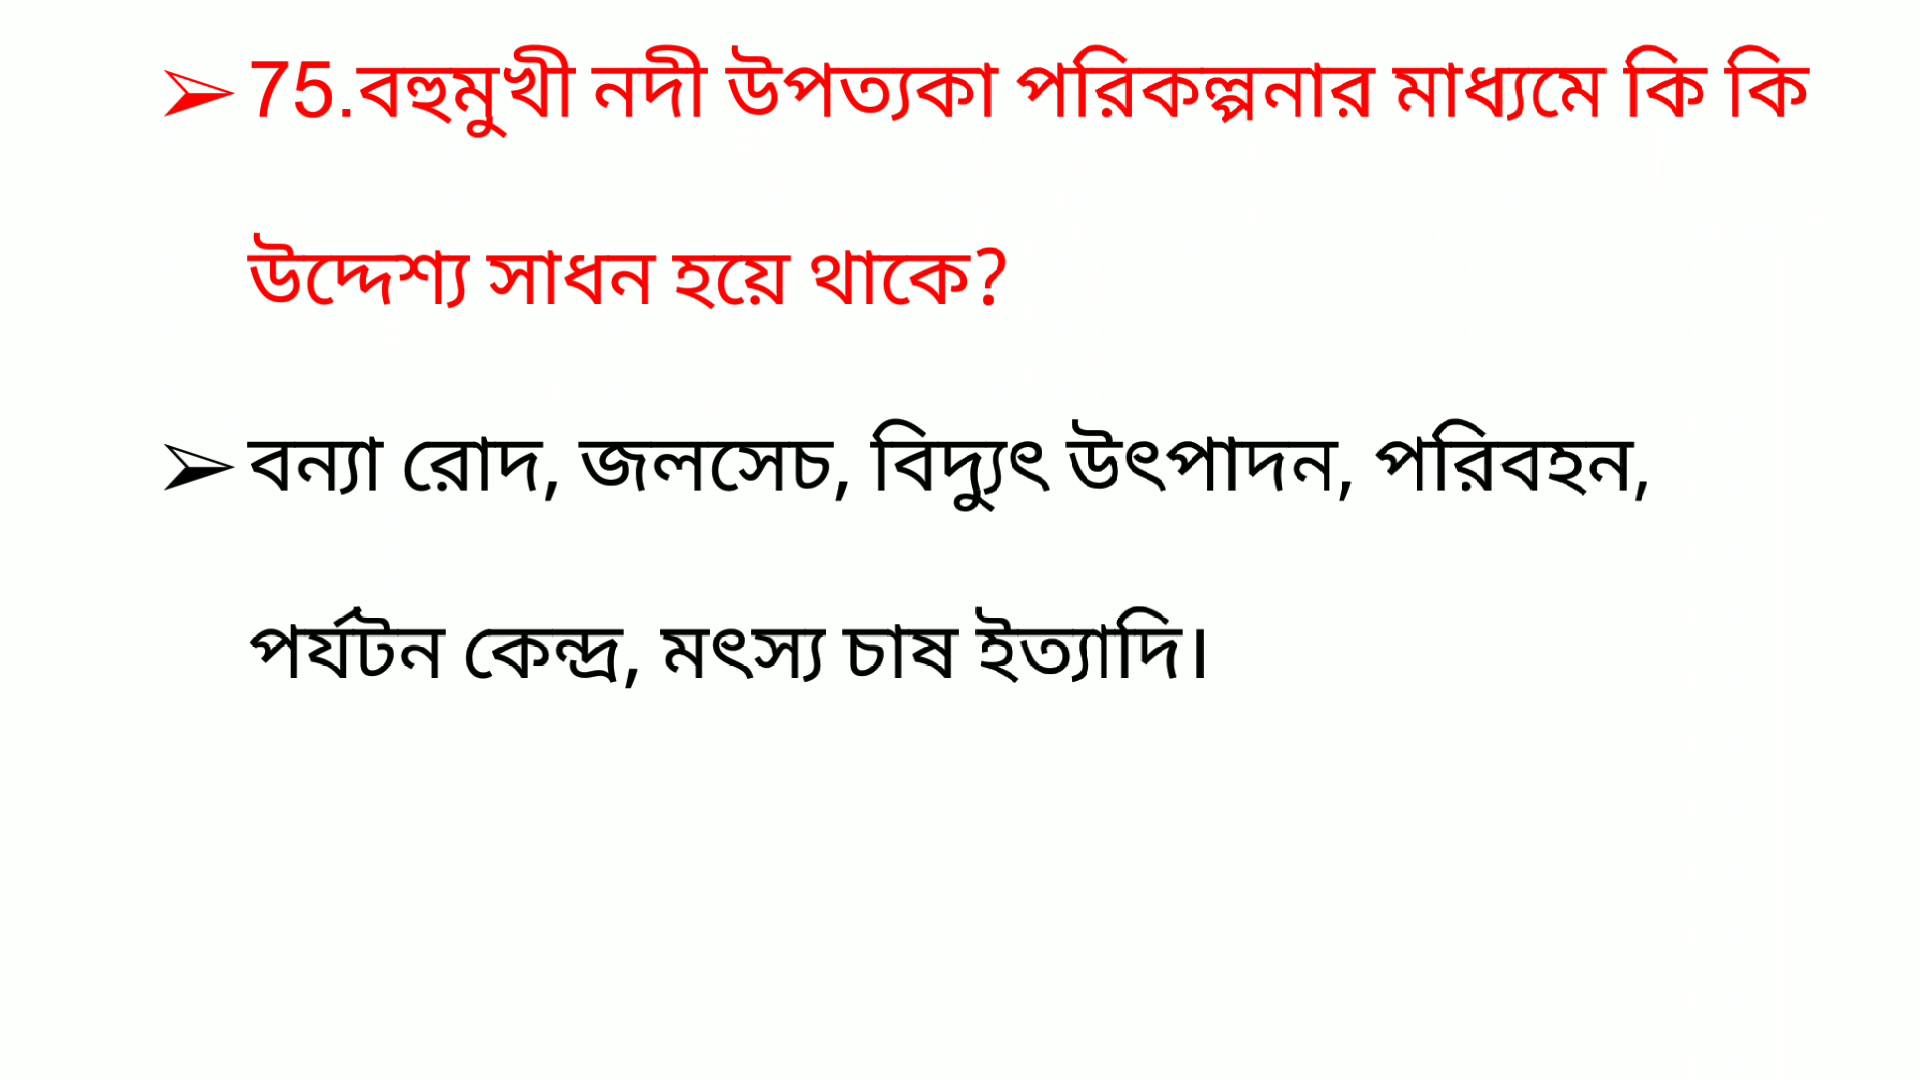 ➢ 75.বহুমুখী নদী উপত্যকা পরিকল্পনার মাধ্যমে কি কি
উদ্দেশ্য সাধন হয়ে থাকে?
➢ বন্যা রোদ, জলসেচ, বিদ্যুৎ উৎপাদন, পরিবহন,
পর্যটন কেন্দ্র, মৎস্য চাষ ইত্যাদি।